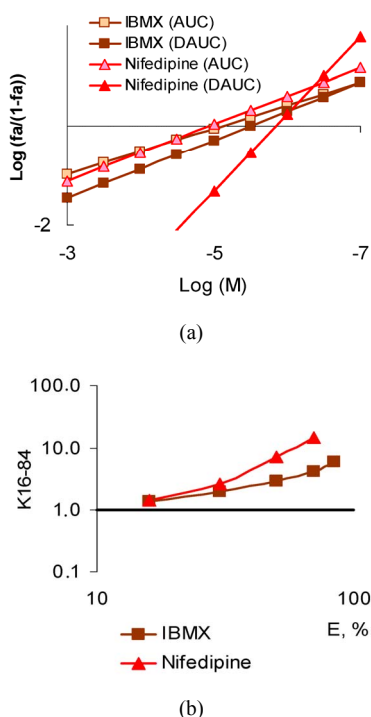 IBMX (AUC)
IBMX (DAUC)
Nifedipine (AUC)
Nifedipine (DAUC)
Log (fa/(1-fa))
-2
-3 -5 -7
Log (M)
(a)
100.0
10.0
1.0
0.1
K16-84
10 100
E, %
IBMX
Nifedipine
(b)